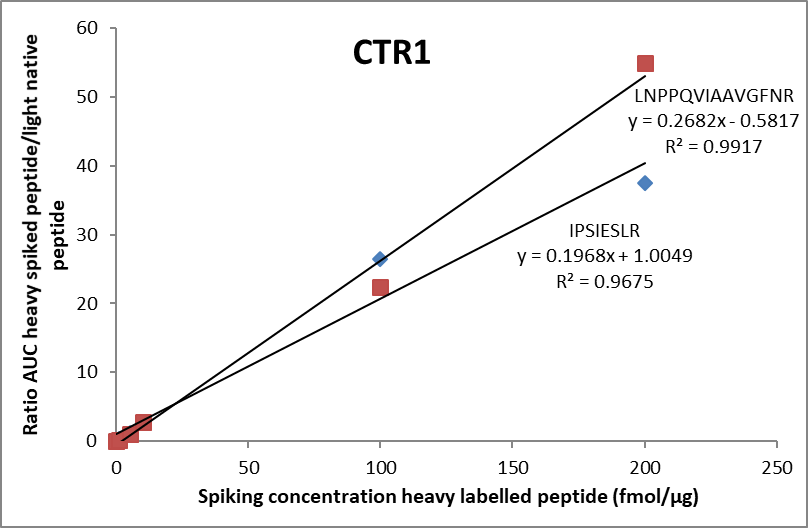 CTR1
Ratio AUC heavy spiked peptide/light native
peptide
60
50
40
30
20
10
0
LNPPQVIAAVGFNR
y = 0.2682x - 0.5817
R² = 0.9917
IPSIESLR
y = 0.1968x + 1.0049
R² = 0.9675
0
50
100
150
200
250
Spiking concentration heavy labelled peptide (fmol/µg)